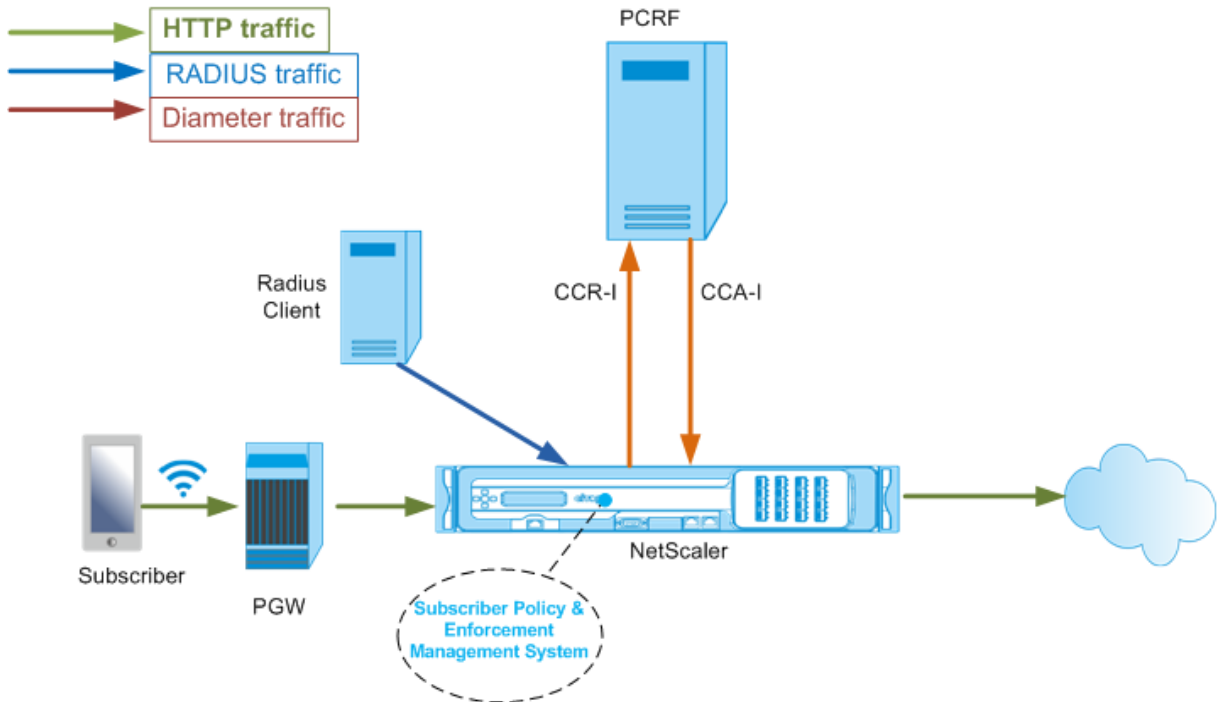 HTTP traffic
RADIUS traffic
Diameter traffic
PCRF
Radius
Client
CCR-I
CCA-I
NetScaler
Subscriber
PGW
Subscriber Policy &
Enforcement
Management System